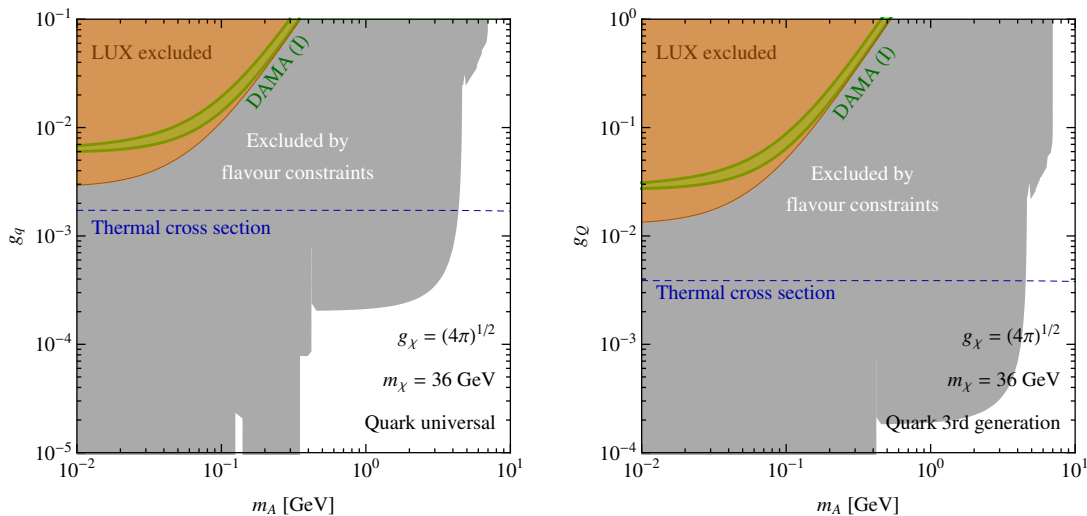 10^0
10^-1
10^-2
10^-3
10^-4
10^-5
g_q
LUX excluded
DAMA (I)
Excluded by
flavour constraints
Thermal cross section
g_χ = (4π)^{1/2}
m_χ = 36 GeV
Quark universal
10^-2
10^-1
10^0
10^1
m_A [GeV]
10^-1
10^-2
10^-3
10^-4
g_Q
LUX excluded
DAMA (I)
Excluded by
flavour constraints
Thermal cross section
g_χ = (4π)^{1/2}
m_χ = 36 GeV
Quark 3rd generation
10^-2
10^-1
10^0
10^1
m_A [GeV]